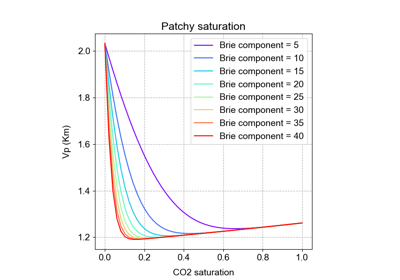 Patchy saturation
Vp (Km)
2.0
1.8
1.6
1.4
1.2
Brie component = 5
Brie component = 10
Brie component = 15
Brie component = 20
Brie component = 25
Brie component = 30
Brie component = 35
Brie component = 40
0.0 0.2 0.4 0.6 0.8 1.0
CO2 saturation